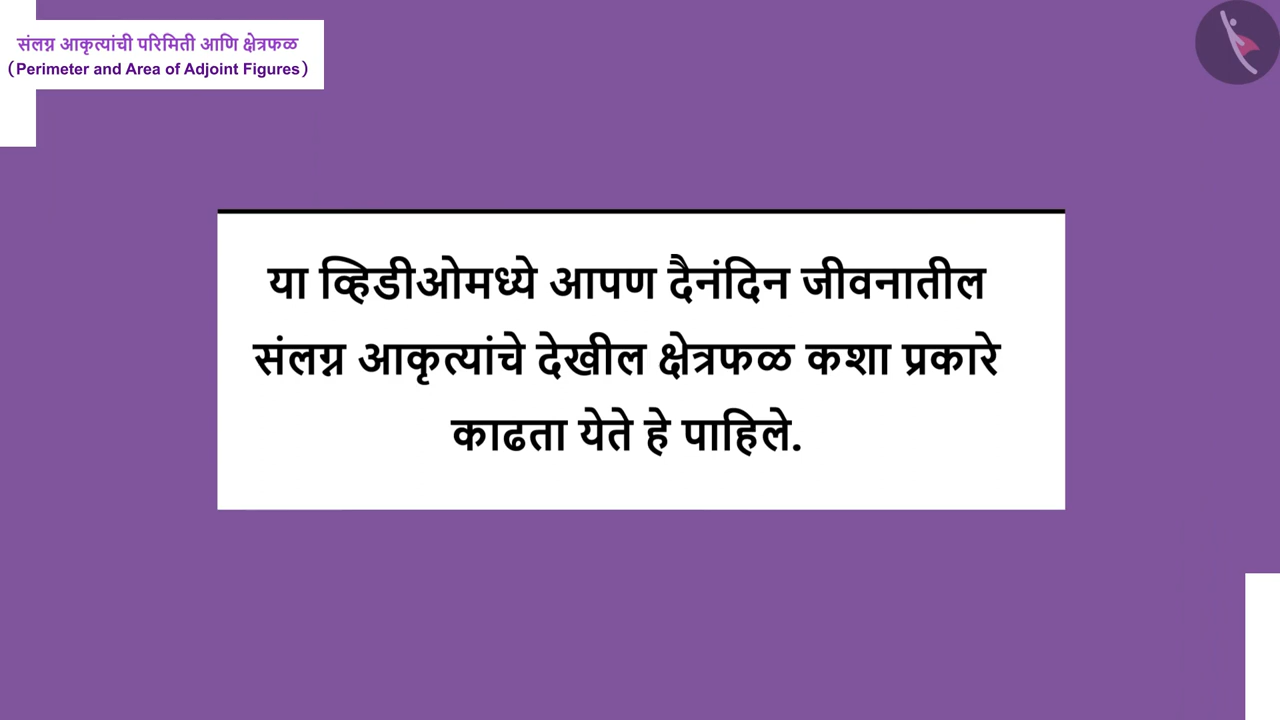 संलग्न आकृत्यांची परिमिती आणि क्षेत्रफळ
(Perimeter and Area of Adjoint Figures)
या व्हिडीओमध्ये आपण दैनंदिन जीवनातील
संलग्न आकृत्यांचे देखील क्षेत्रफळ कशा प्रकारे
काढता येते हे पाहिले.